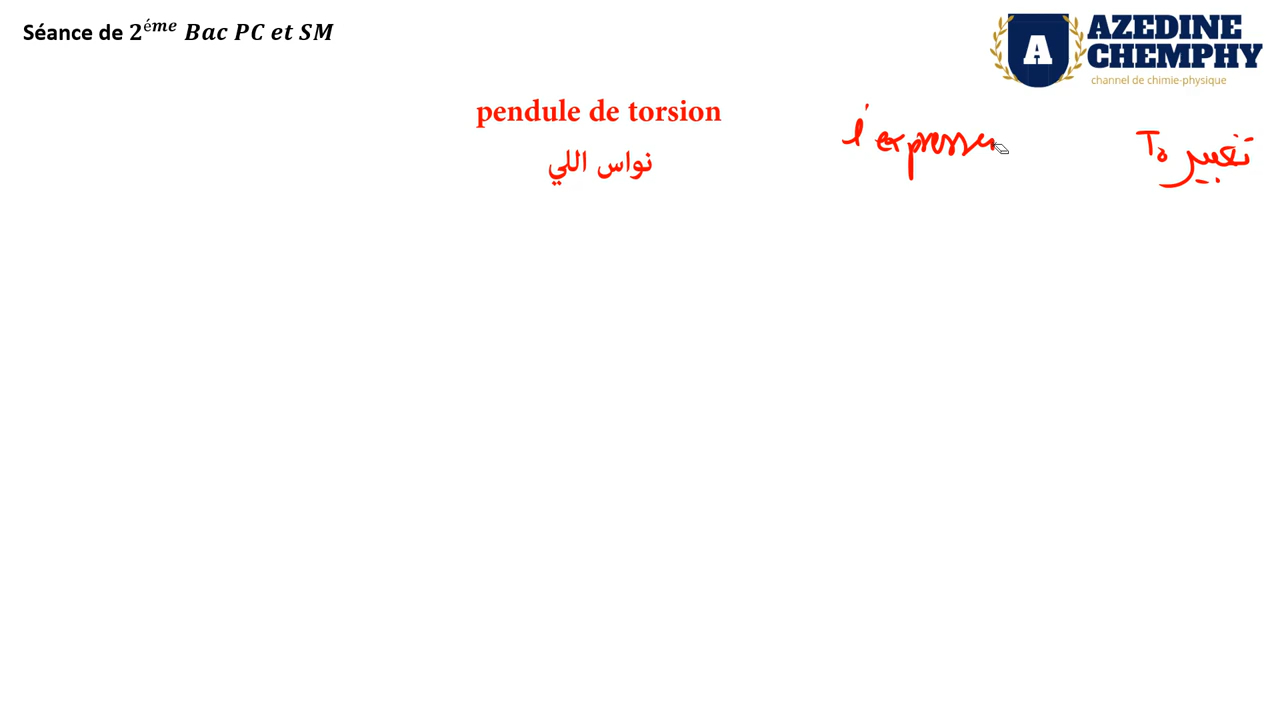 Séance de 2éme Bac PC et SM
AZEDINE
CHEMPHY
A
channel de chimie-physique
pendule de torsion
نواس اللي
l'expression
تعبير T₀